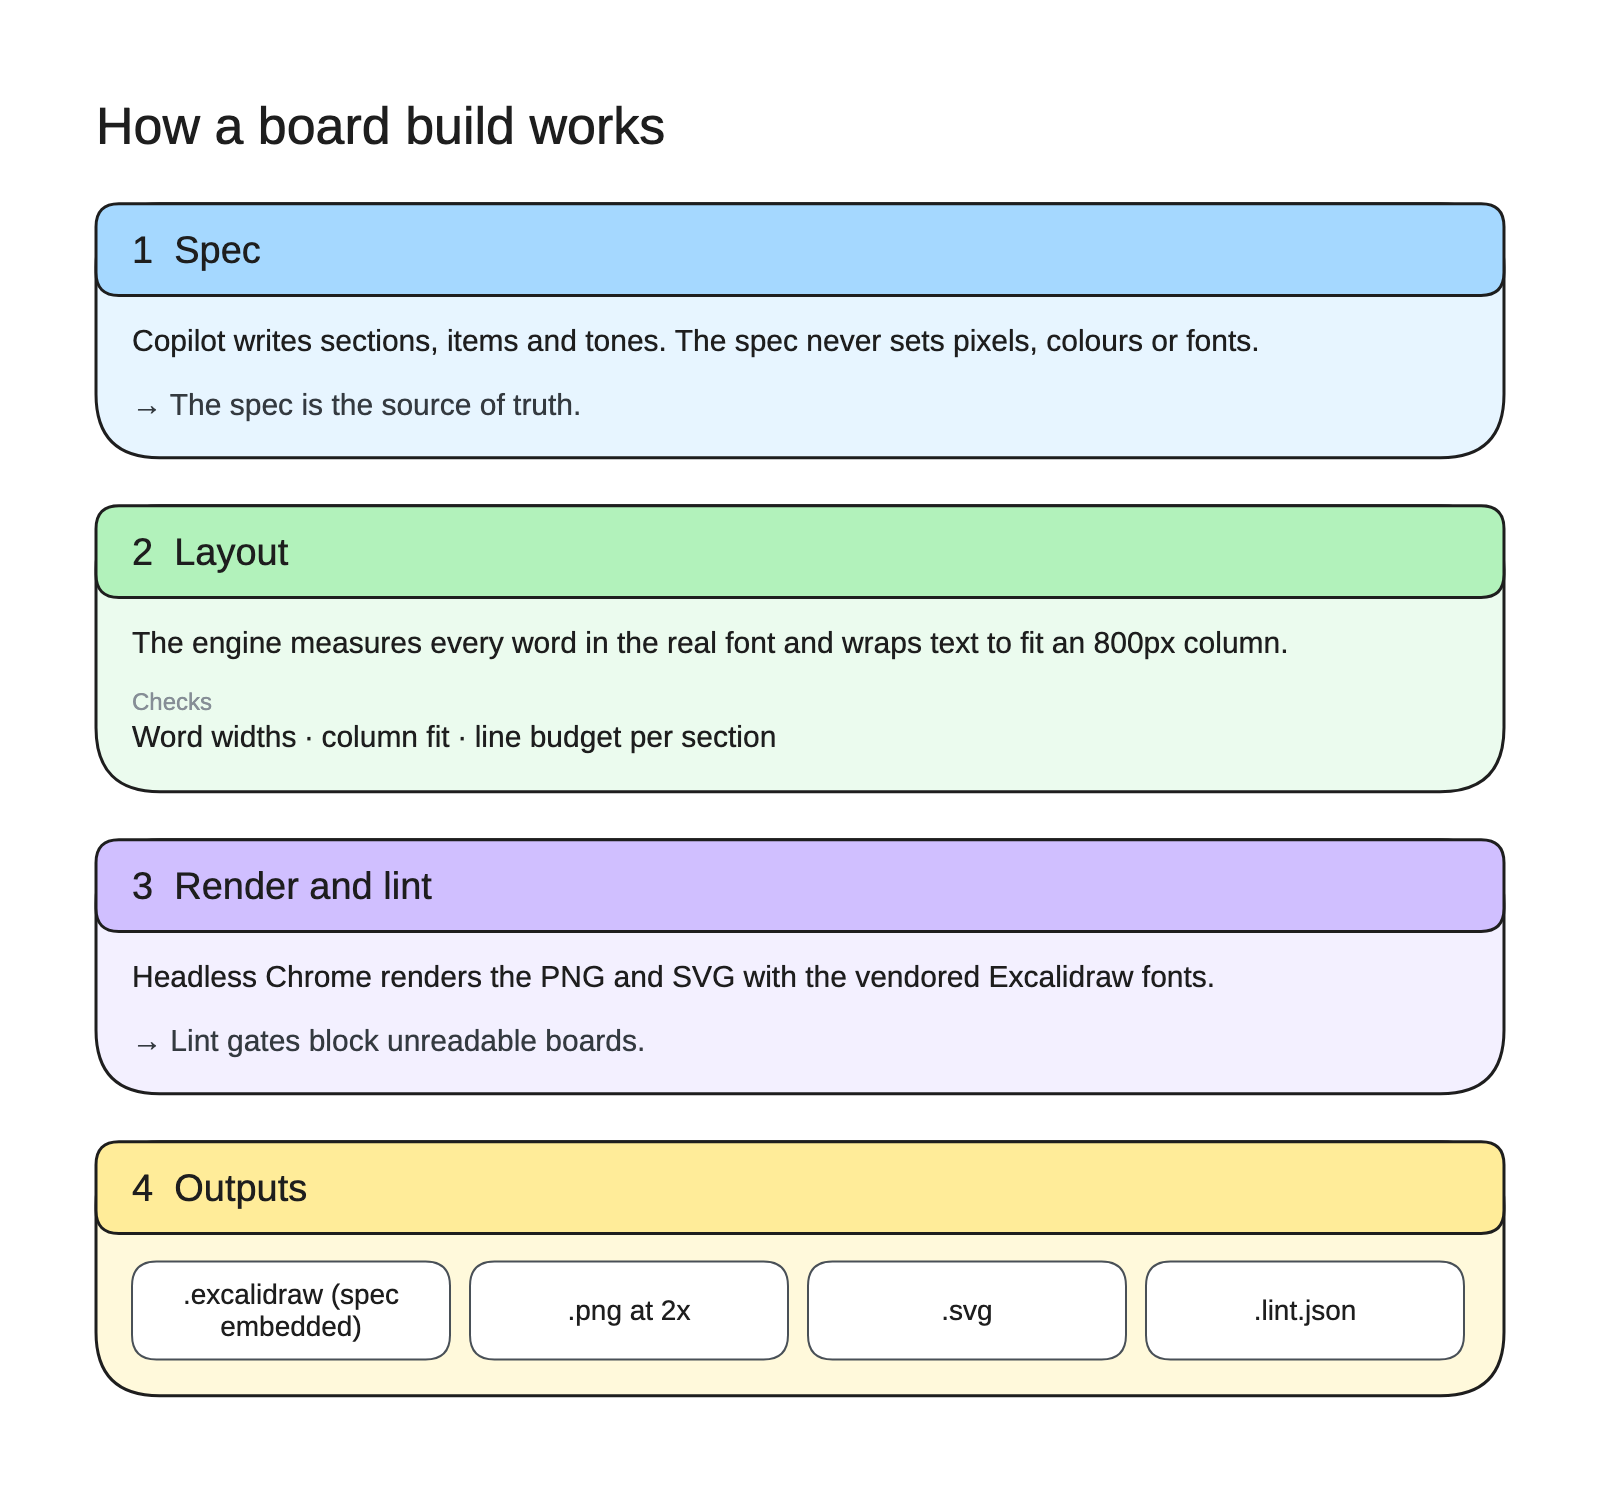 How a board build works
1 Spec
Copilot writes sections, items and tones. The spec never sets pixels, colours or fonts.
→ The spec is the source of truth.
2 Layout
The engine measures every word in the real font and wraps text to fit an 800px column.
Checks
Word widths · column fit · line budget per section
3 Render and lint
Headless Chrome renders the PNG and SVG with the vendored Excalidraw fonts.
→ Lint gates block unreadable boards.
4 Outputs
.excalidraw (spec
embedded)
.png at 2x
.svg
.lint.json